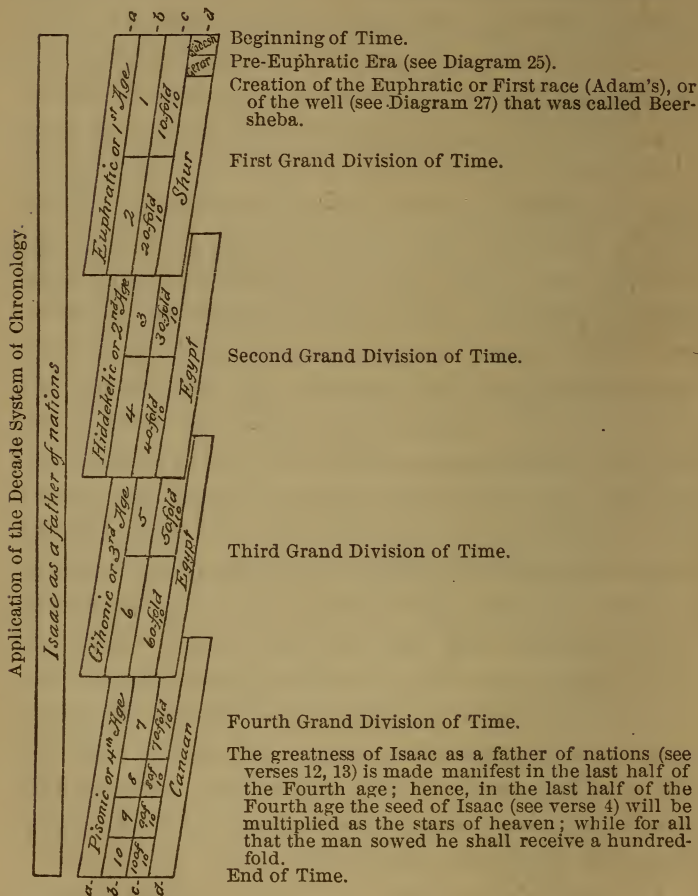 Application of the Decade System of Chronology.
Isaac as a father of nations
-a
-b
-c
-d
Euphratic or 1st Age
1
2
10-fold
10
20-fold
10
Shur
Kadesh
Gerar
Hiddekelic or 2nd Age
3
4
30-fold
10
40-fold
10
Egypt
Gihonic or 3rd Age
5
6
50-fold
10
60-fold
10
Egypt
Pisonic or 4th Age
7
8
9
10
70-fold
10
80f
10
90f
10
100f
10
Canaan
a-
b-
c-
d-
Beginning of Time.
Pre-Euphratic Era (see Diagram 25).
Creation of the Euphratic or First race (Adam's), or
of the well (see Diagram 27) that was called Beer-
sheba.
First Grand Division of Time.
Second Grand Division of Time.
Third Grand Division of Time.
Fourth Grand Division of Time.
The greatness of Isaac as a father of nations (see
verses 12, 13) is made manifest in the last half of
the Fourth age; hence, in the last half of the
Fourth age the seed of Isaac (see verse 4) will be
multiplied as the stars of heaven; while for all
that the man sowed he shall receive a hundred-
fold.
End of Time.